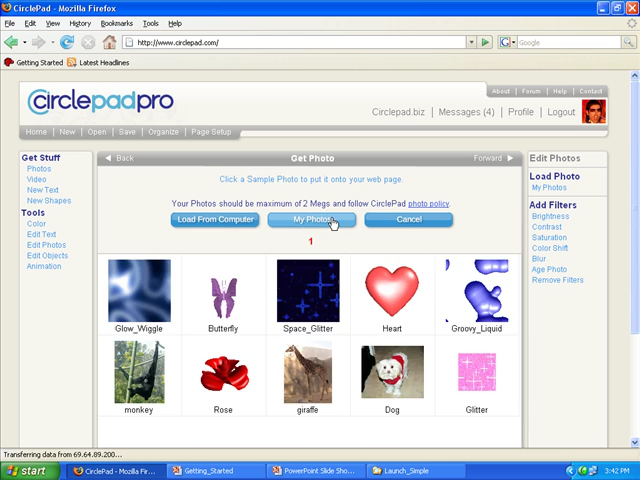 CirclePad - Mozilla Firefox
File Edit View History Bookmarks Tools Help
http://www.circlepad.com/
Google
Getting Started Latest Headlines
circlepadpro
About Forum Help Contact
Circlepad.biz Messages (4) Profile Logout
Home New Open Save Organize Page Setup
Get Stuff
Photos
Video
New Text
New Shapes
Tools
Color
Edit Text
Edit Photos
Edit Objects
Animation
Back Get Photo Forward
Click a Sample Photo to put it onto your web page.
Your Photos should be maximum of 2 Megs and follow CirclePad photo policy.
Load From Computer My Photos Cancel
1
Glow_Wiggle Butterfly Space_Glitter Heart Groovy_Liquid
monkey Rose giraffe Dog Glitter
Edit Photos
Load Photo
My Photos
Add Filters
Brightness
Contrast
Saturation
Color Shift
Blur
Age Photo
Remove Filters
Transferring data from 69.64.89.200...
start CirclePad - Mozilla Fir... Getting_Started PowerPoint Slide Sho... Launch_Simple 3:42 PM